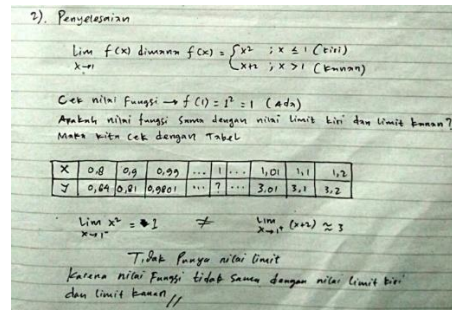 2). Penyelesaian
Lim f(x) dimana f(x) = { x² ; x ≤ 1 (kiri)
x→1 x+2 ; x > 1 (kanan)
Cek nilai fungsi → f(1) = 1² = 1 (Ada)
Apakah nilai fungsi sama dengan nilai limit kiri dan limit kanan?
Maka kita cek dengan Tabel
X 0,8 0,9 0,99 ... 1 ... 1,01 1,1 1,2
Y 0,64 0,81 0,9801 ... ? ... 3,01 3,1 3,2
Lim x² = 1 ≠ Lim (x+2) ≈ 3
x→1⁻ x→1⁺
Tidak Punya nilai limit
Karena nilai fungsi tidak sama dengan nilai limit kiri
dan limit kanan //